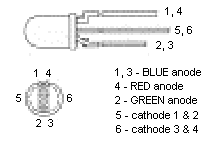 1, 4
5, 6
2, 3
1 4
5 6
2 3
1, 3 - BLUE anode
4 - RED anode
2 - GREEN anode
5 - cathode 1 & 2
6 - cathode 3 & 4